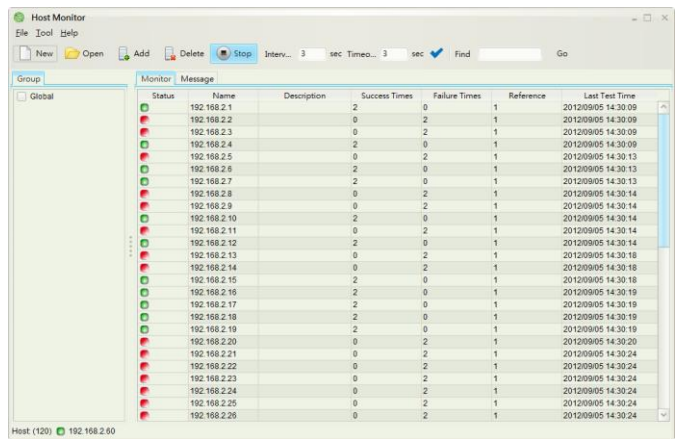 Host Monitor
File Tool Help
New Open Add Delete Stop Interv... 3 sec Timeo... 3 sec Find Go
Group Monitor Message
Global
Status Name Description Success Times Failure Times Reference Last Test Time
192.168.2.1 2 0 1 2012/09/05 14:30:09
192.168.2.2 0 2 1 2012/09/05 14:30:09
192.168.2.3 0 2 1 2012/09/05 14:30:09
192.168.2.4 2 0 1 2012/09/05 14:30:09
192.168.2.5 0 2 1 2012/09/05 14:30:13
192.168.2.6 2 0 1 2012/09/05 14:30:13
192.168.2.7 2 0 1 2012/09/05 14:30:13
192.168.2.8 0 2 1 2012/09/05 14:30:14
192.168.2.9 0 2 1 2012/09/05 14:30:14
192.168.2.10 2 0 1 2012/09/05 14:30:14
192.168.2.11 0 2 1 2012/09/05 14:30:14
192.168.2.12 2 0 1 2012/09/05 14:30:14
192.168.2.13 0 2 1 2012/09/05 14:30:18
192.168.2.14 0 2 1 2012/09/05 14:30:18
192.168.2.15 2 0 1 2012/09/05 14:30:18
192.168.2.16 2 0 1 2012/09/05 14:30:19
192.168.2.17 2 0 1 2012/09/05 14:30:19
192.168.2.18 2 0 1 2012/09/05 14:30:19
192.168.2.19 2 0 1 2012/09/05 14:30:19
192.168.2.20 0 2 1 2012/09/05 14:30:20
192.168.2.21 0 2 1 2012/09/05 14:30:24
192.168.2.22 0 2 1 2012/09/05 14:30:24
192.168.2.23 0 2 1 2012/09/05 14:30:24
192.168.2.24 0 2 1 2012/09/05 14:30:24
192.168.2.25 0 2 1 2012/09/05 14:30:24
192.168.2.26 0 2 1 2012/09/05 14:30:24
Host: (120) 192.168.2.60